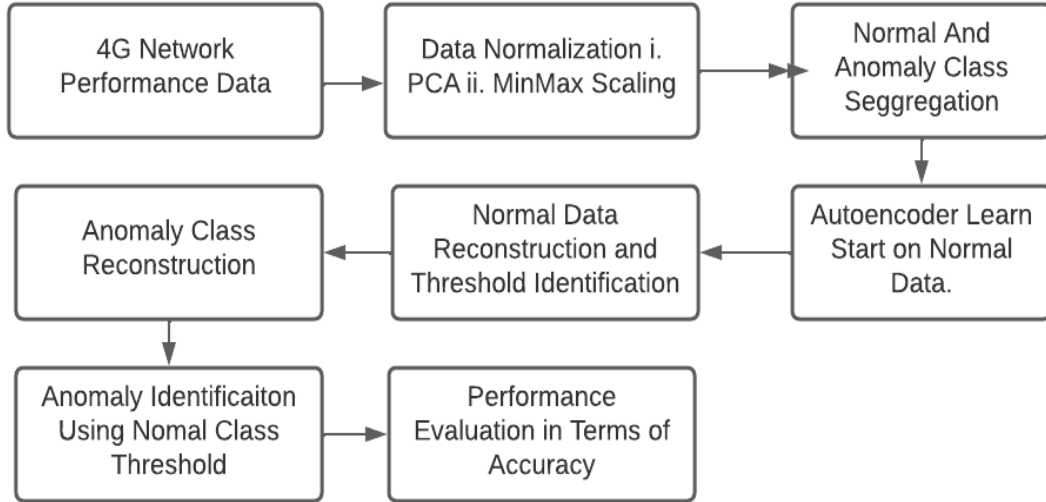 4G Network
Performance Data
Data Normalization i.
PCA ii. MinMax Scaling
Normal And
Anomaly Class
Seggregation
Autoencoder Learn
Start on Normal
Data.
Normal Data
Reconstruction and
Threshold Identification
Anomaly Class
Reconstruction
Anomaly Identificaiton
Using Nomal Class
Threshold
Performance
Evaluation in Terms of
Accuracy